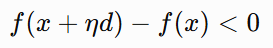 f(x + ηd) − f(x) < 0